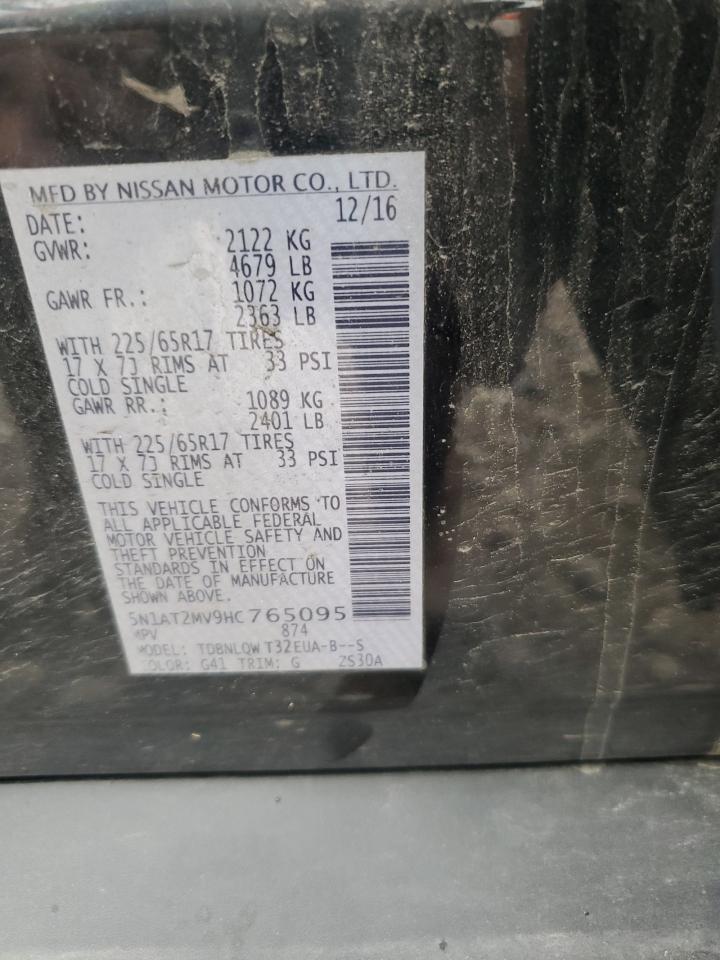 MFD BY NISSAN MOTOR CO., LTD.
DATE: 12/16
GVWR: 2122 KG
4679 LB
GAWR FR.: 1072 KG
2363 LB
WITH 225/65R17 TIRES
17 X 7J RIMS AT 33 PSI
COLD SINGLE
GAWR RR.: 1089 KG
2401 LB
WITH 225/65R17 TIRES
17 X 7J RIMS AT 33 PSI
COLD SINGLE
THIS VEHICLE CONFORMS TO
ALL APPLICABLE FEDERAL
MOTOR VEHICLE SAFETY AND
THEFT PREVENTION
STANDARDS IN EFFECT ON
THE DATE OF MANUFACTURE
SHOWN ABOVE.
5N1AT2MV9HC765095
MPV 874
MODEL: TDBNLQW T32EUA-B--S
COLOR: G41 TRIM: G 2S30A